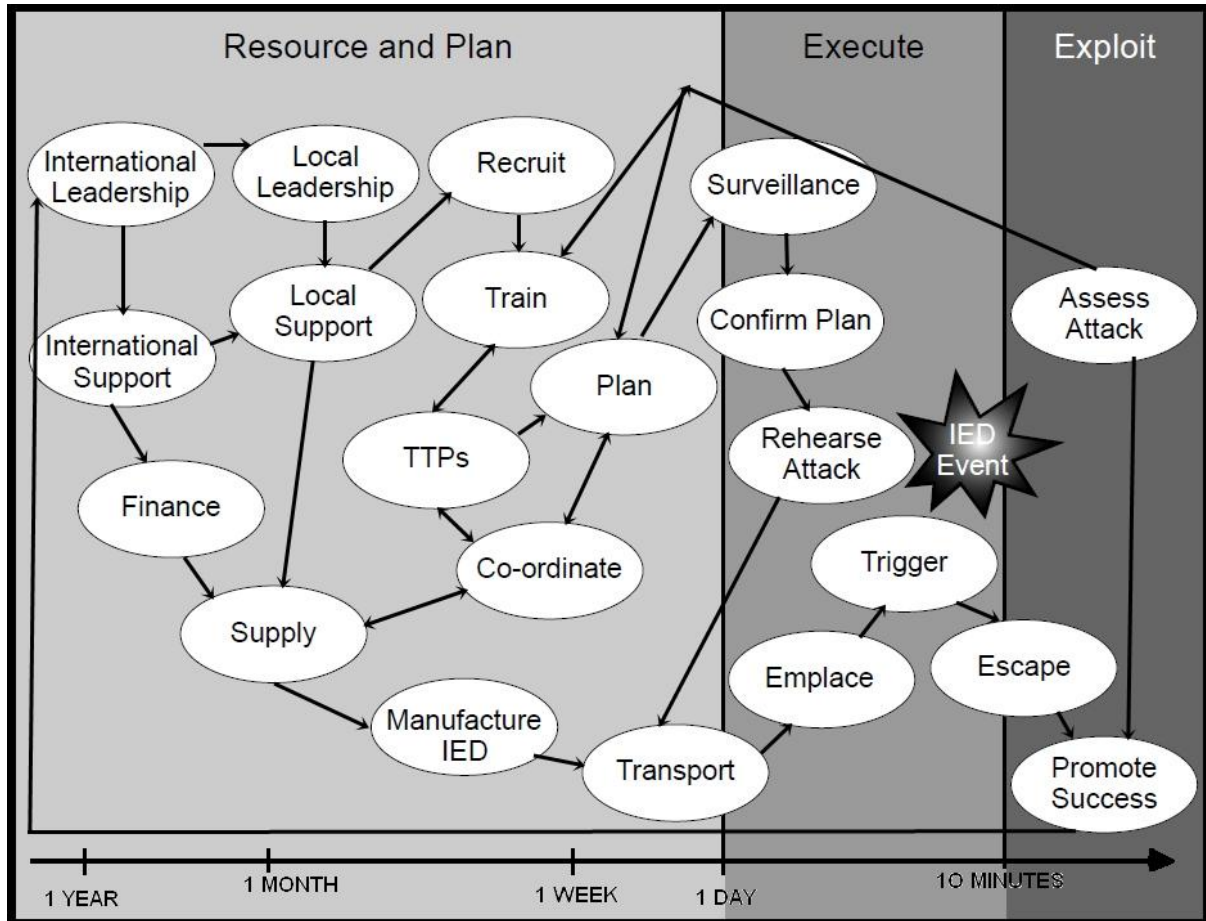 Resource and Plan
Execute
Exploit
International
Leadership
Local
Leadership
Recruit
Surveillance
International
Support
Local
Support
Train
Confirm Plan
Assess
Attack
Plan
TTPs
Rehearse
Attack
IED
Event
Finance
Co-ordinate
Trigger
Supply
Emplace
Escape
Manufacture
IED
Transport
Promote
Success
1 YEAR
1 MONTH
1 WEEK
1 DAY
10 MINUTES